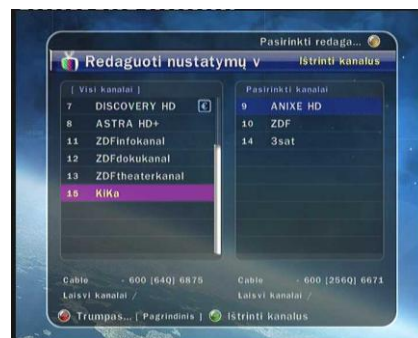 Pasirinkti redaga...
Redaguoti nustatymų v
Ištrinti kanalus
[ Visi kanalai ]
7 DISCOVERY HD €
8 ASTRA HD+
11 ZDFinfokanal
12 ZDFdokukanal
13 ZDFtheaterkanal
15 KiKa
Pasirinkti kanalai
9 ANIXE HD
10 ZDF
14 3sat
Cable - 600 [64Q] 6875
Laisvi kanalai /
Cable - 600 [256Q] 6671
Laisvi kanalai /
Trumpas... [ Pagrindinis ] Ištrinti kanalus